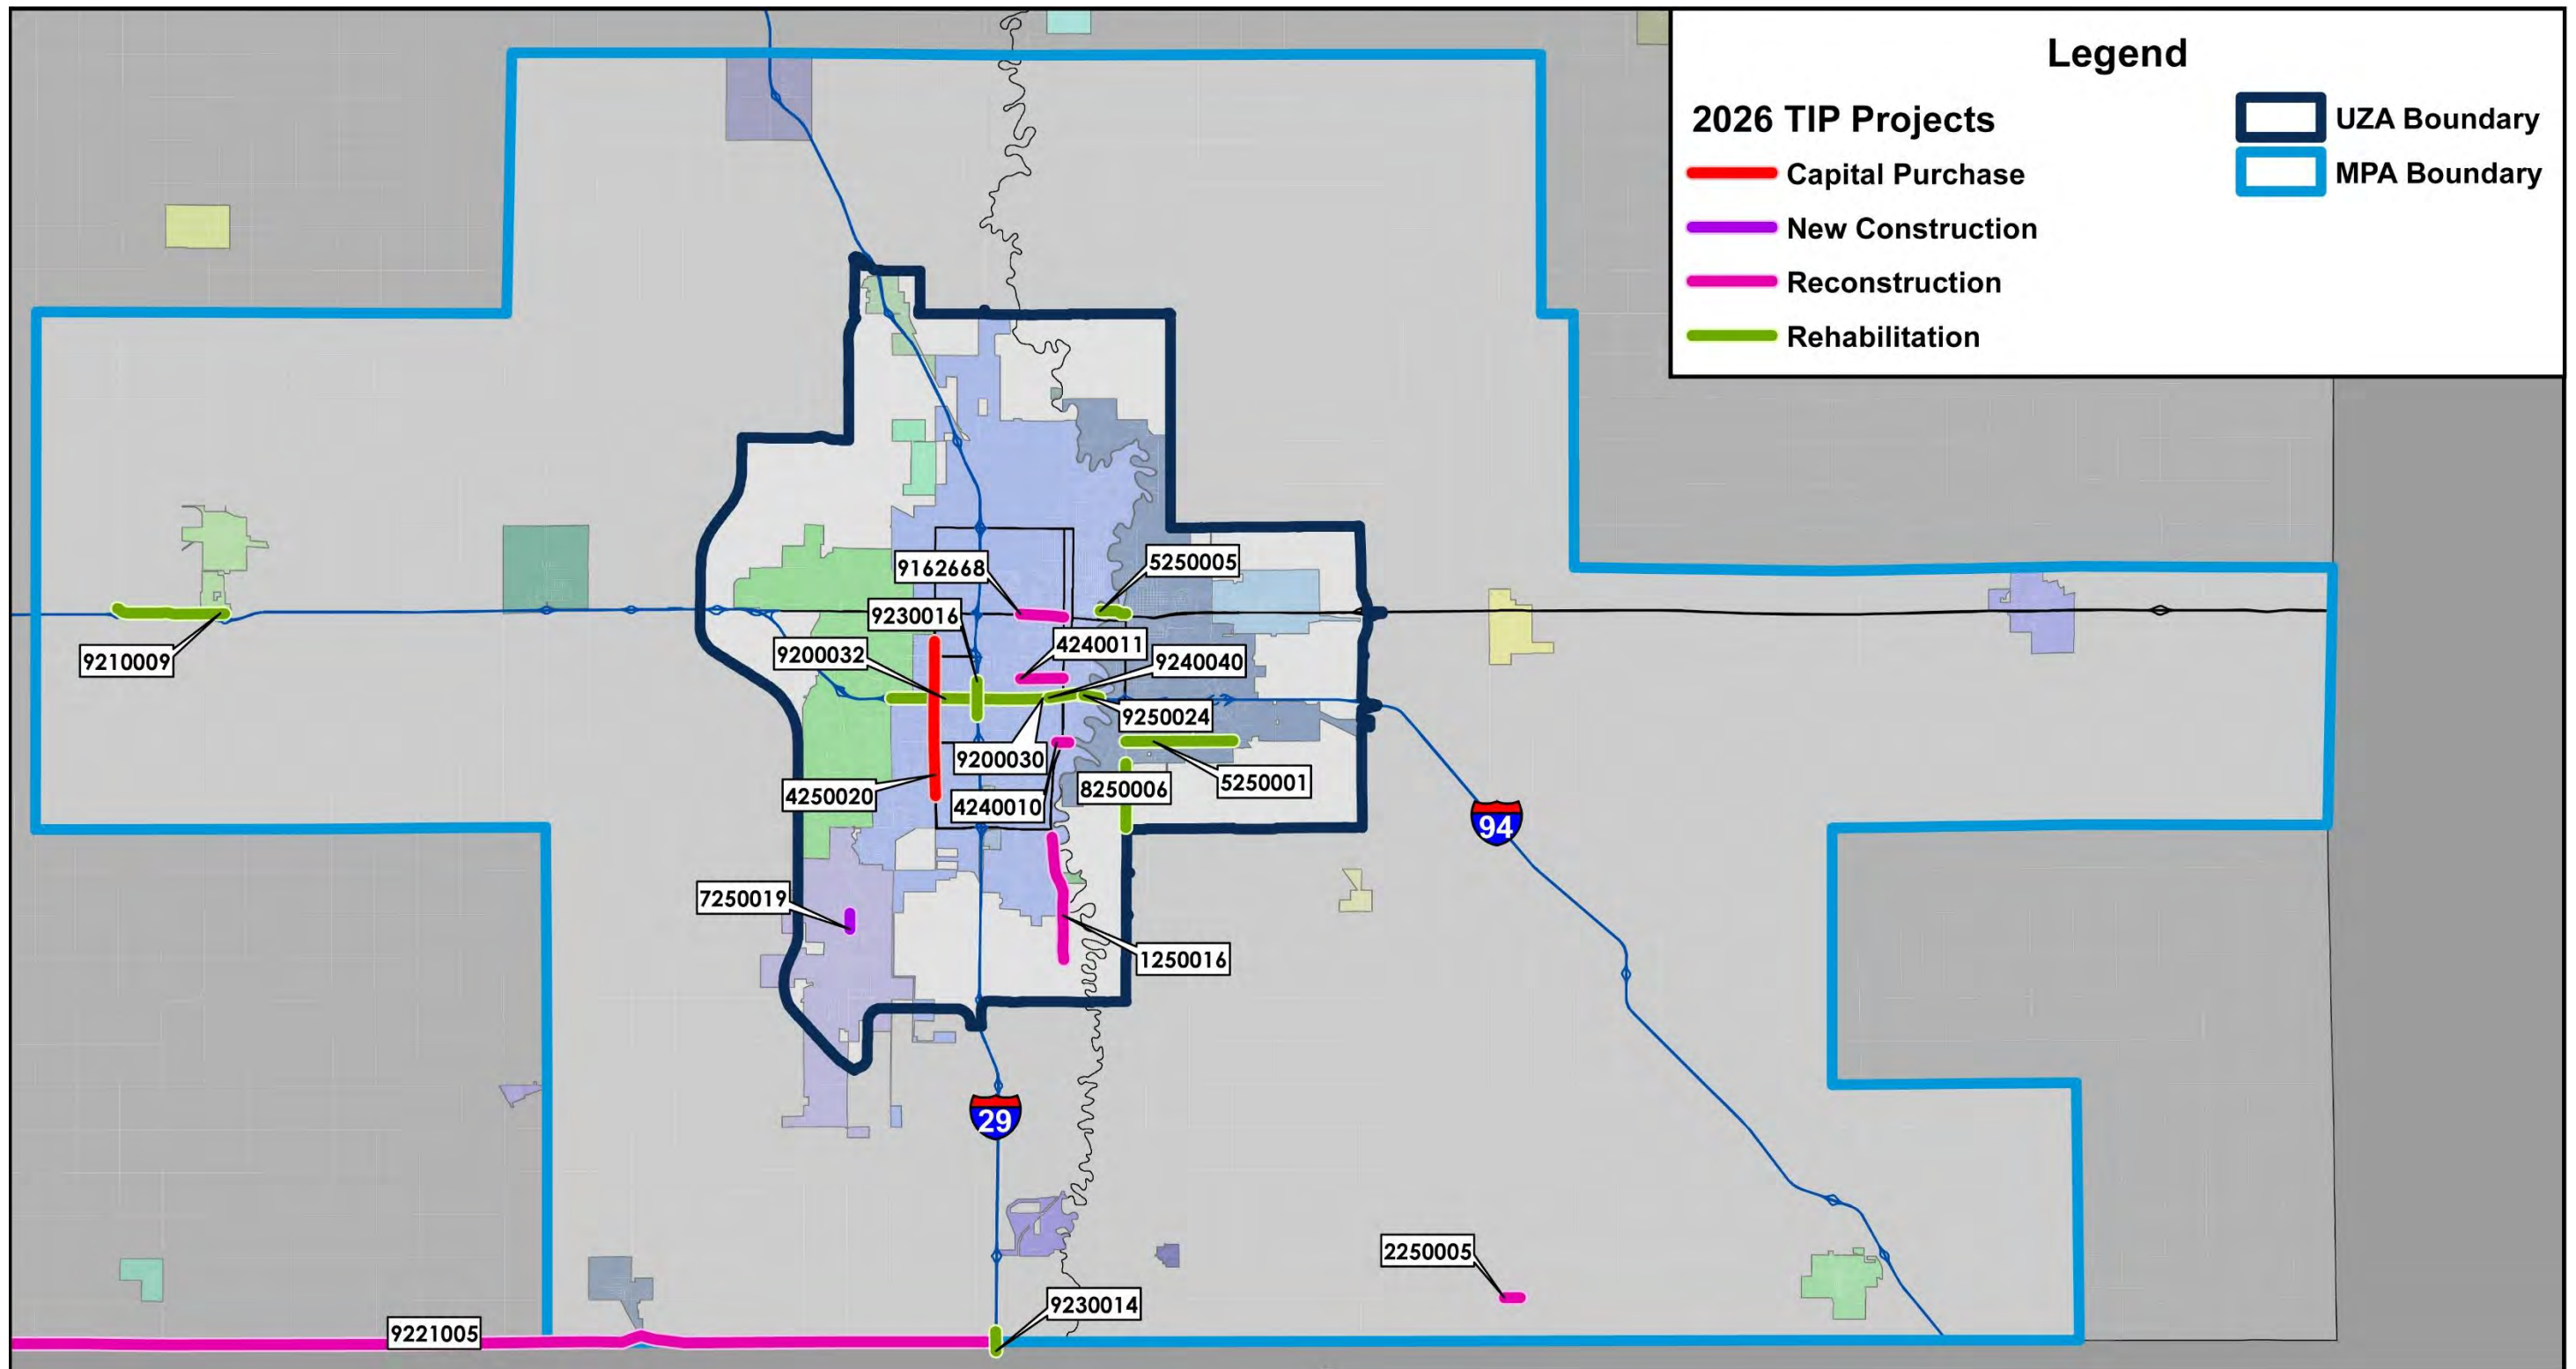 Legend
2026 TIP Projects
Capital Purchase
New Construction
Reconstruction
Rehabilitation
UZA Boundary
MPA Boundary
9162668
5250005
9230016
4240011
9200032
9240040
9210009
9250024
9200030
5250001
4250020
4240010
8250006
94
7250019
1250016
29
2250005
9230014
9221005